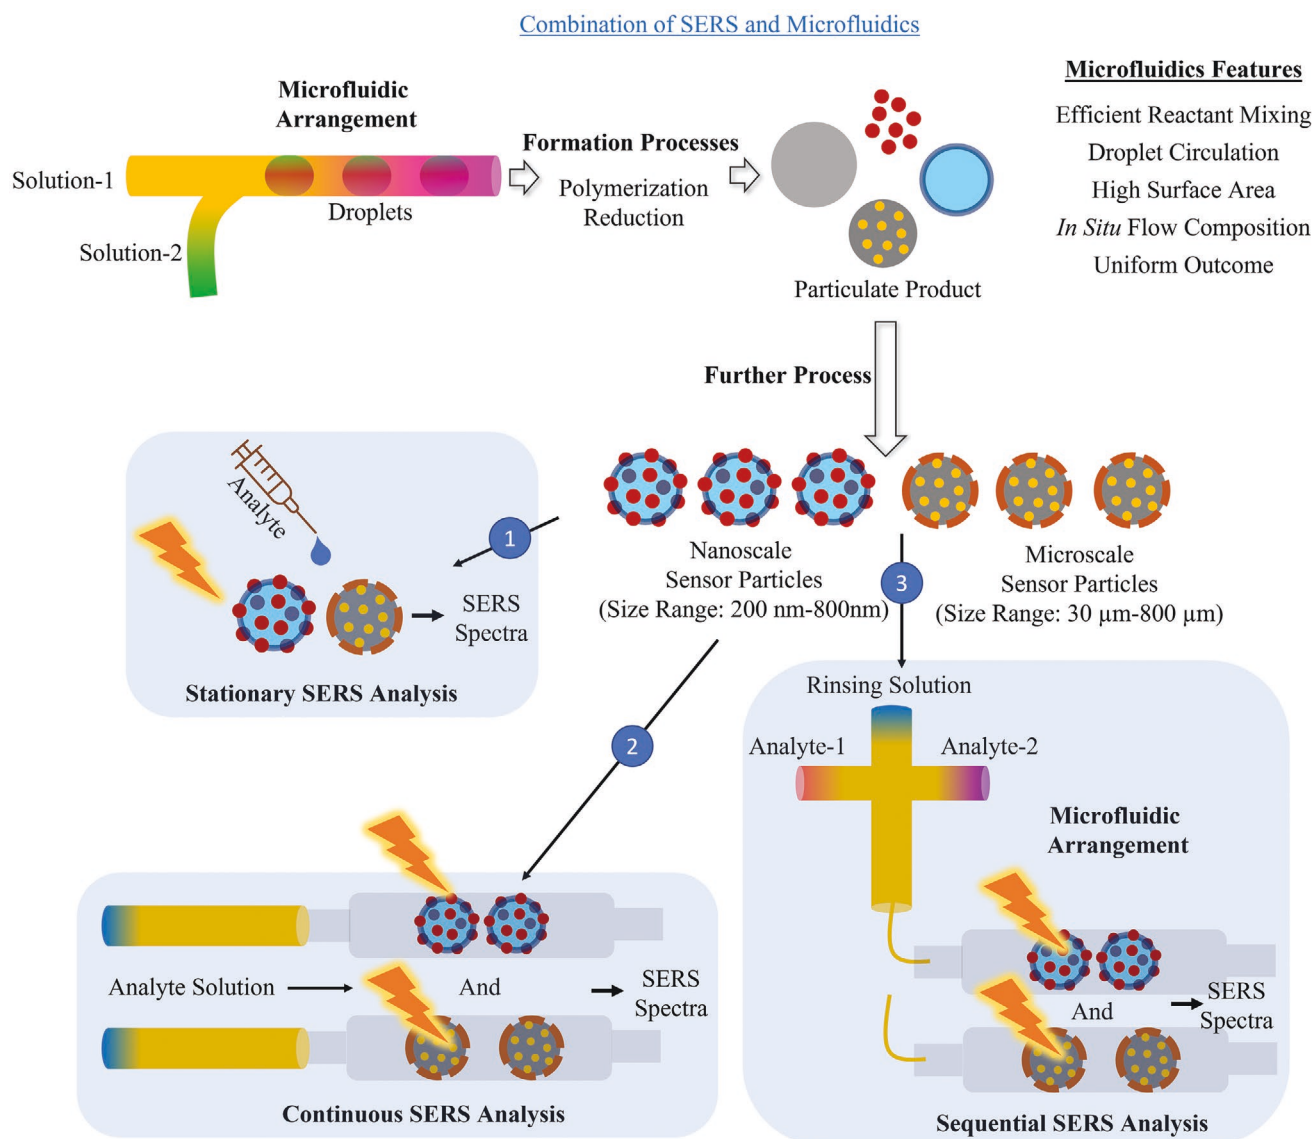 Combination of SERS and Microfluidics
Microfluidic
Arrangement
Solution-1
Solution-2
Droplets
Formation Processes
Polymerization
Reduction
Particulate Product
Microfluidics Features
Efficient Reactant Mixing
Droplet Circulation
High Surface Area
In Situ Flow Composition
Uniform Outcome
Further Process
Nanoscale
Sensor Particles
(Size Range: 200 nm-800nm)
Microscale
Sensor Particles
(Size Range: 30 µm-800 µm)
1
Analyte
SERS
Spectra
Stationary SERS Analysis
2
Analyte Solution
And
SERS
Spectra
Continuous SERS Analysis
3
Rinsing Solution
Analyte-1
Analyte-2
Microfluidic
Arrangement
And
SERS
Spectra
Sequential SERS Analysis